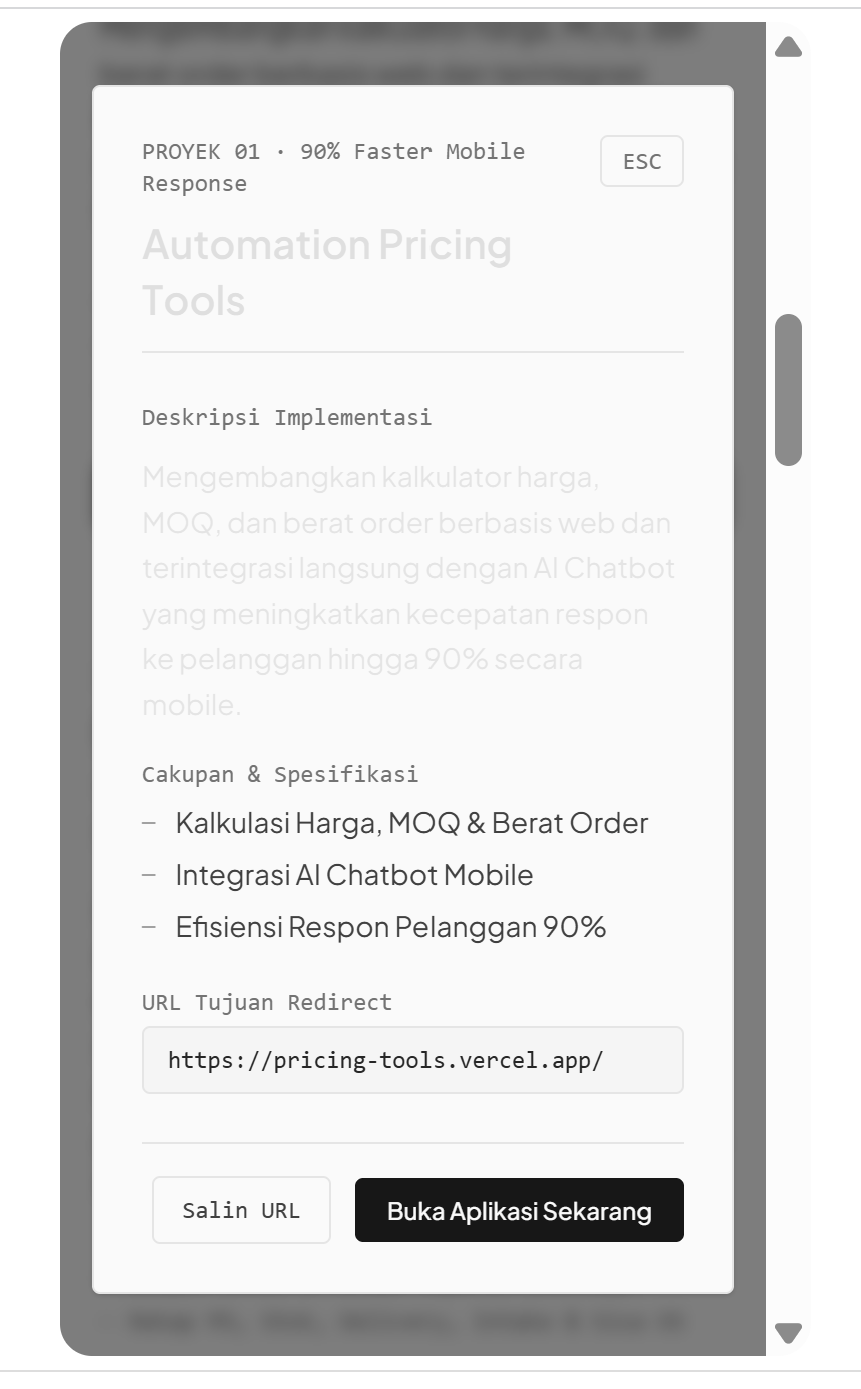 PROYEK 01 · 90% Faster Mobile
Response
ESC
Automation Pricing
Tools
Deskripsi Implementasi
Mengembangkan kalkulator harga,
MOQ, dan berat order berbasis web dan
terintegrasi langsung dengan AI Chatbot
yang meningkatkan kecepatan respon
ke pelanggan hingga 90% secara
mobile.
Cakupan & Spesifikasi
– Kalkulasi Harga, MOQ & Berat Order
– Integrasi AI Chatbot Mobile
– Efisiensi Respon Pelanggan 90%
URL Tujuan Redirect
https://pricing-tools.vercel.app/
Salin URL
Buka Aplikasi Sekarang